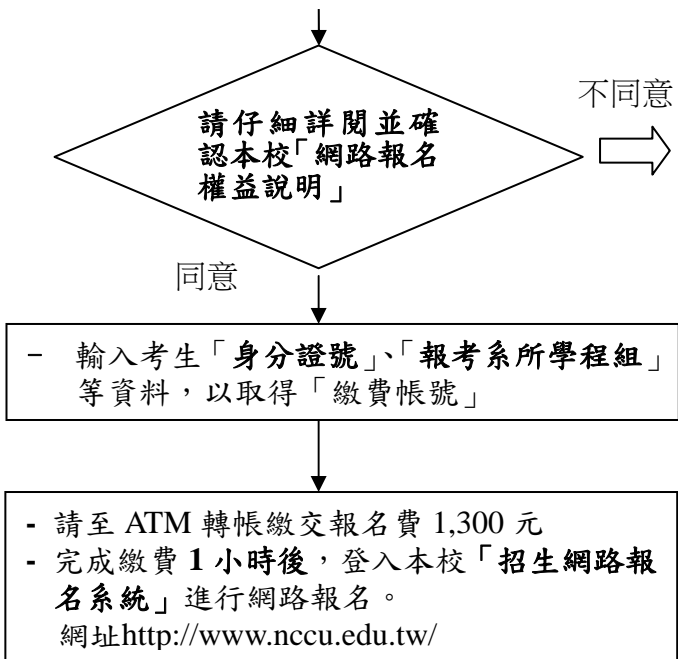 不同意
請仔細詳閱並確
認本校「網路報名
權益說明」
同意
- 輸入考生「身分證號」、「報考系所學程組」
等資料，以取得「繳費帳號」
- 請至 ATM 轉帳繳交報名費 1,300 元
- 完成繳費 1 小時後，登入本校「招生網路報
名系統」進行網路報名。
網址http://www.nccu.edu.tw/